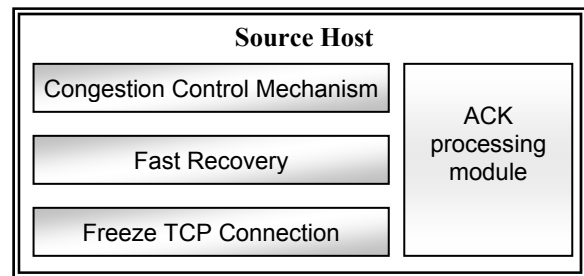 Source Host
Congestion Control Mechanism
Fast Recovery
Freeze TCP Connection
ACK
processing
module